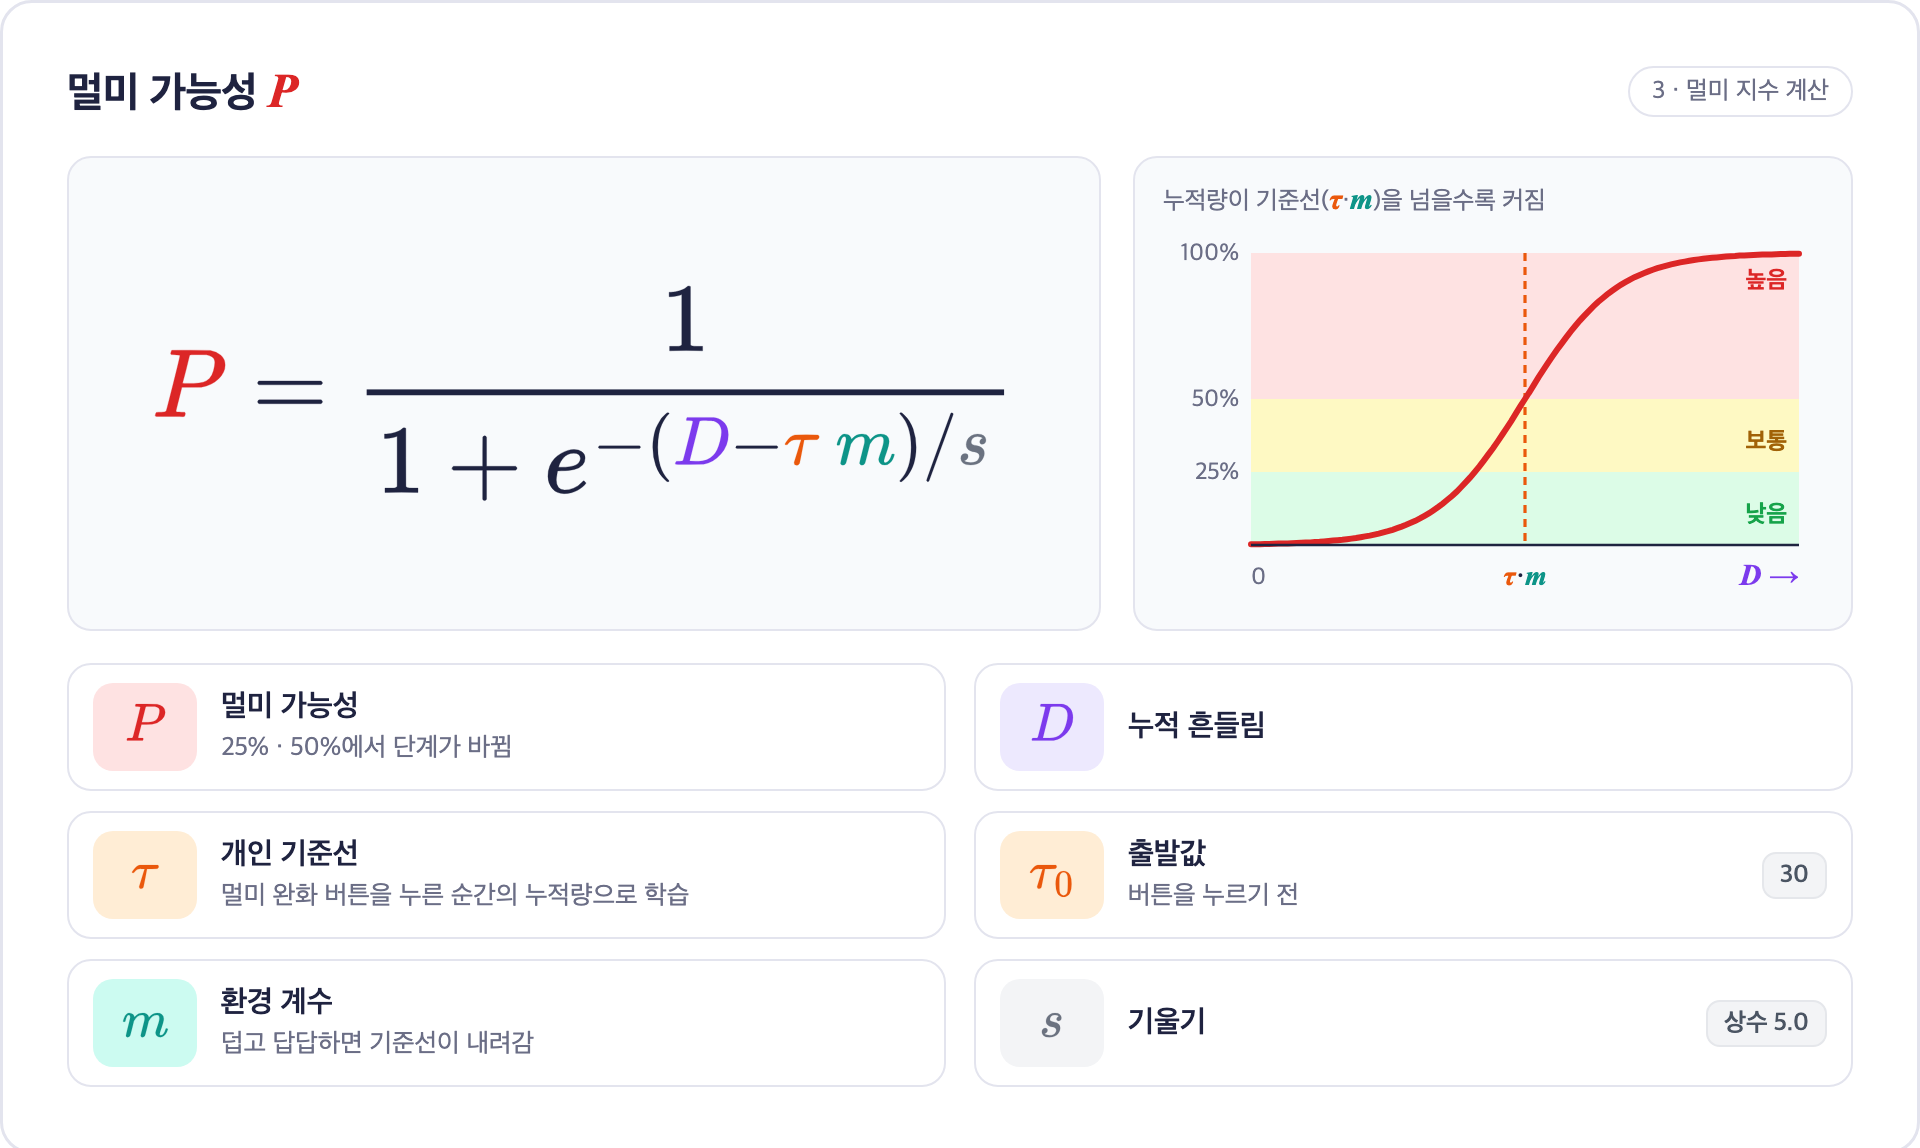 멀미 가능성 P
3 · 멀미 지수 계산
P = 1 / (1 + e^(−(D−τ m)/s))
누적량이 기준선(τ·m)을 넘을수록 커짐
100%
높음
50%
보통
25%
낮음
0
τ·m
D →
P
멀미 가능성
25% · 50%에서 단계가 바뀜
D
누적 흔들림
τ
개인 기준선
멀미 완화 버튼을 누른 순간의 누적량으로 학습
τ₀
출발값
버튼을 누르기 전
30
m
환경 계수
덥고 답답하면 기준선이 내려감
s
기울기
상수 5.0